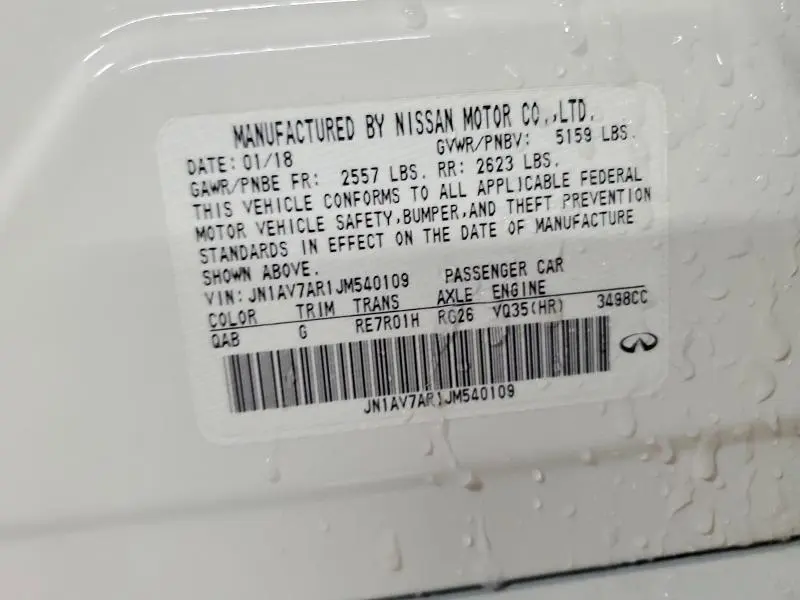 MANUFACTURED BY NISSAN MOTOR CO.,LTD.
DATE: 01/18 GVWR/PNBV: 5159 LBS.
GAWR/PNBE FR: 2557 LBS. RR: 2623 LBS.
THIS VEHICLE CONFORMS TO ALL APPLICABLE FEDERAL
MOTOR VEHICLE SAFETY,BUMPER,AND THEFT PREVENTION
STANDARDS IN EFFECT ON THE DATE OF MANUFACTURE
SHOWN ABOVE.
VIN: JN1AV7AR1JM540109 PASSENGER CAR
COLOR TRIM TRANS AXLE ENGINE
QAB G RE7R01H RG26 VQ35(HR) 3498CC
JN1AV7AR1JM540109